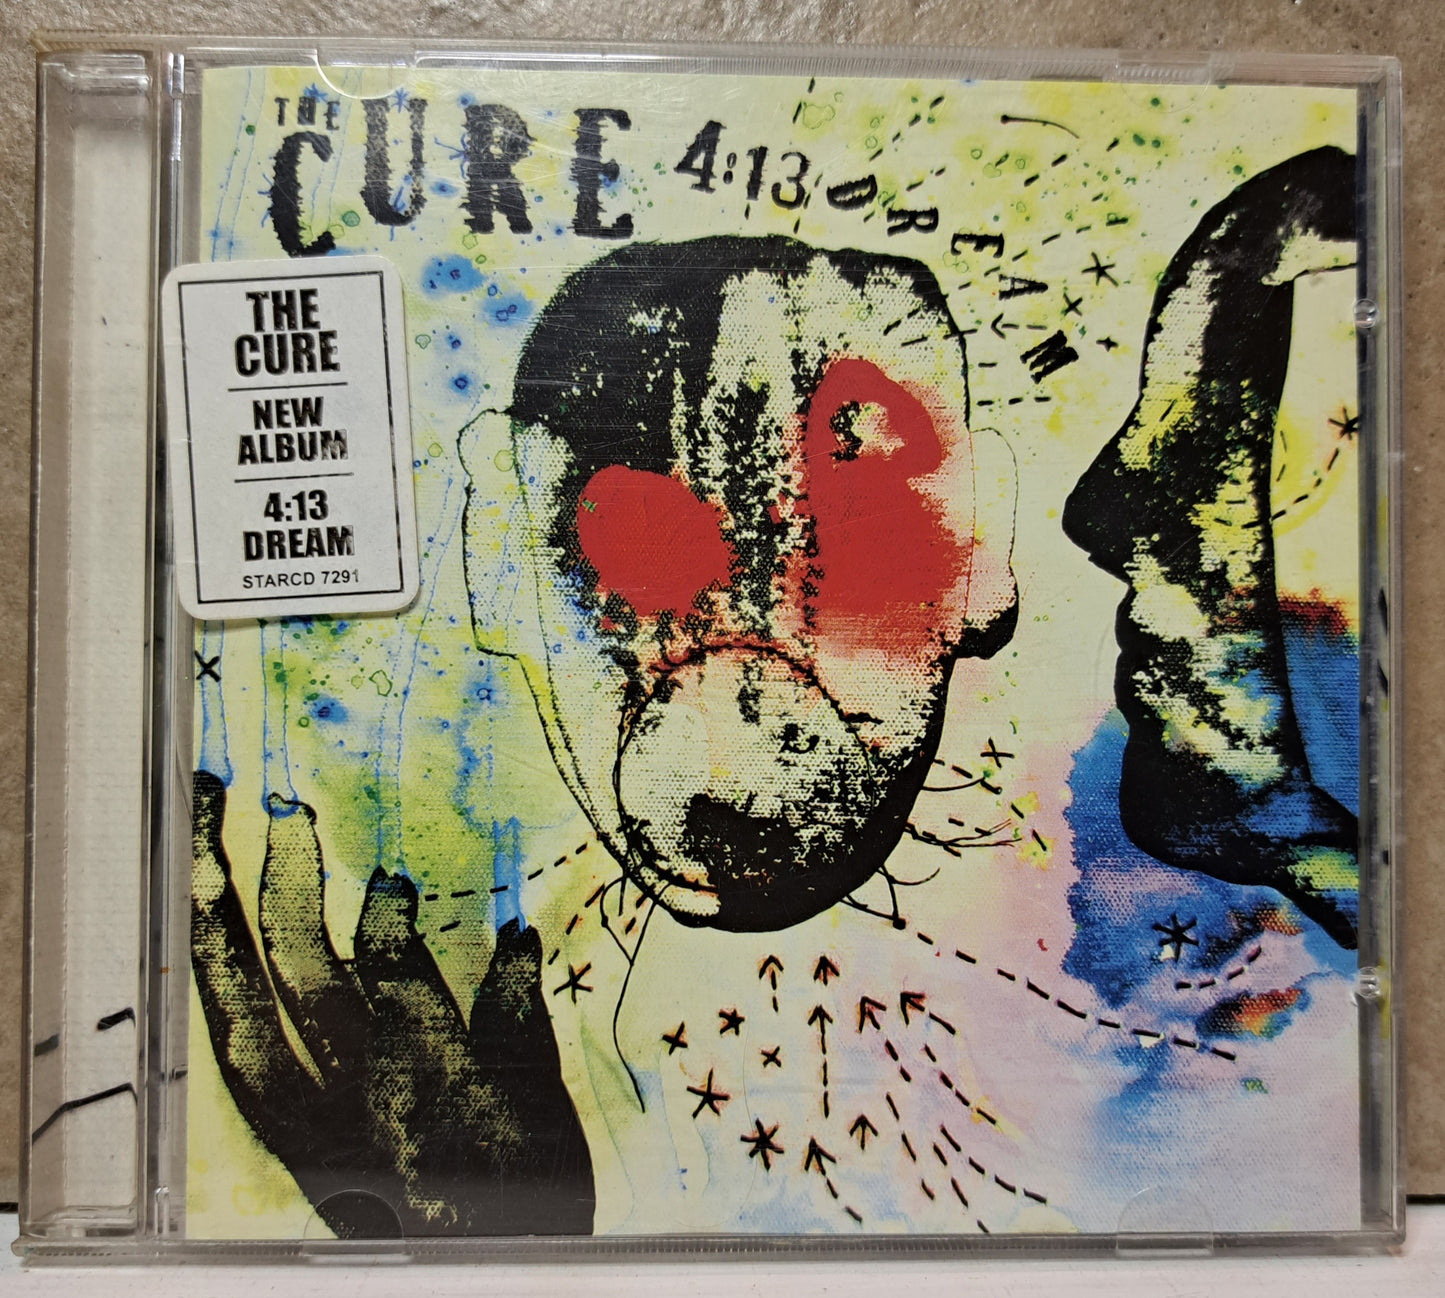 THE
CURE 4:13 DREAM
THE
CURE
NEW
ALBUM
4:13
DREAM
STARCD 7291